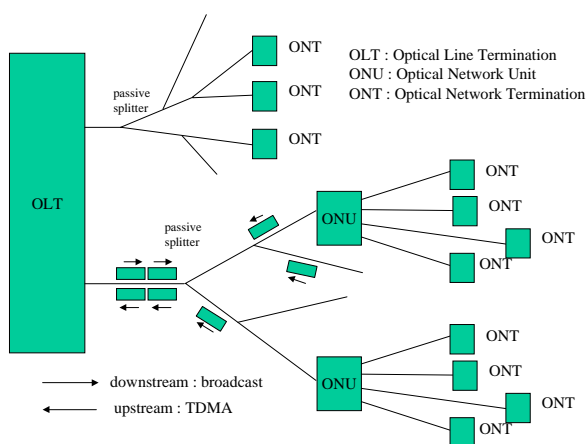 ONT
OLT : Optical Line Termination
ONU : Optical Network Unit
ONT : Optical Network Termination
passive
splitter
ONT
ONT
OLT
passive
splitter
ONU
ONT
ONT
ONT
ONT
ONT
ONT
ONT
ONT
ONU
downstream : broadcast
upstream : TDMA